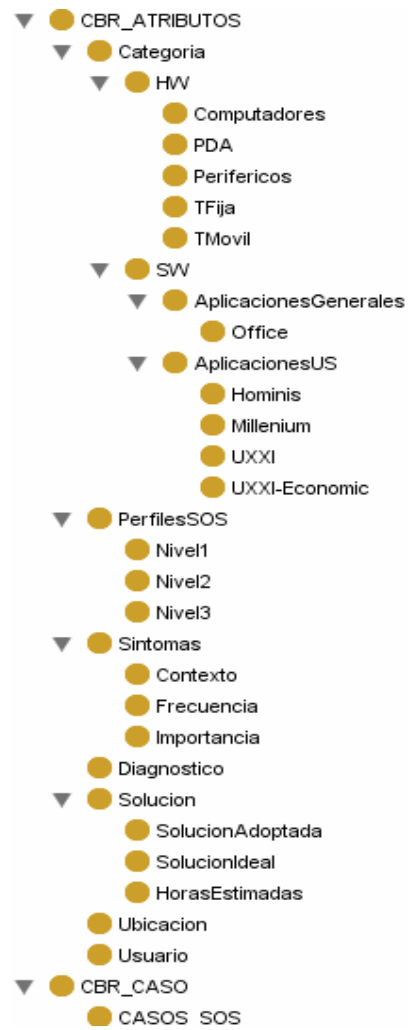 CBR_ATRIBUTOS
Categoria
HW
Computadores
PDA
Perifericos
TFija
TMovil
SW
AplicacionesGenerales
Office
AplicacionesUS
Hominis
Millenium
UXXI
UXXI-Economic
PerfilesSOS
Nivel1
Nivel2
Nivel3
Sintomas
Contexto
Frecuencia
Importancia
Diagnostico
Solucion
SolucionAdoptada
SolucionIdeal
HorasEstimadas
Ubicacion
Usuario
CBR_CASO
CASOS_SOS